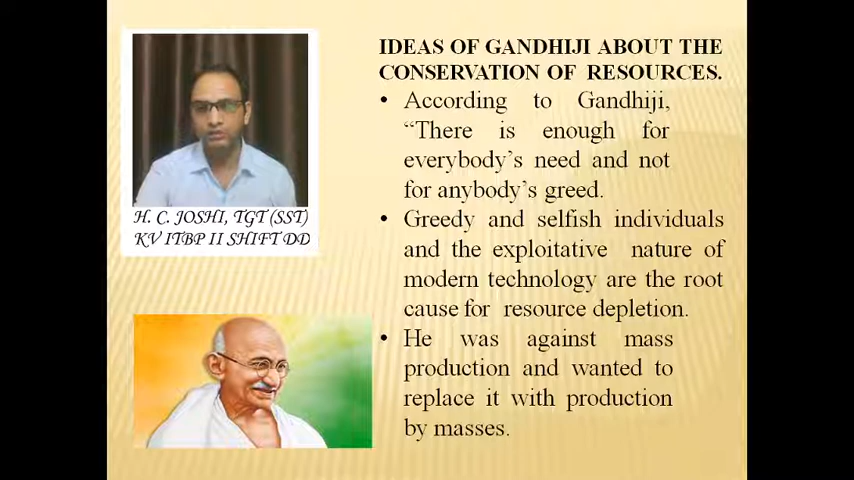 IDEAS OF GANDHIJI ABOUT THE
CONSERVATION OF RESOURCES.
• According to Gandhiji,
“There is enough for
everybody’s need and not
for anybody’s greed.
• Greedy and selfish individuals
and the exploitative nature of
modern technology are the root
cause for resource depletion.
• He was against mass
production and wanted to
replace it with production
by masses.
H. C. JOSHI, TGT (SST)
KV ITBP II SHIFT DD